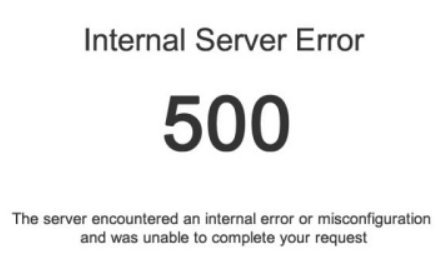 Internal Server Error
500
The server encountered an internal error or misconfiguration
and was unable to complete your request